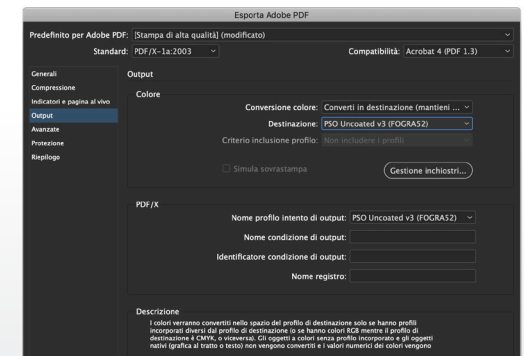 Esporta Adobe PDF
Predefinito per Adobe PDF: [Stampa di alta qualità] (modificato)
Standard: PDF/X-1a:2003 Compatibilità: Acrobat 4 (PDF 1.3)
Generali
Compressione
Indicatori e pagina al vivo
Output
Avanzate
Protezione
Riepilogo
Output
Colore
Conversione colore: Converti in destinazione (mantieni ...
Destinazione: PSO Uncoated v3 (FOGRA52)
Criterio inclusione profilo: Non includere i profili
Simula sovrastampa Gestione inchiostri...
PDF/X
Nome profilo intento di output: PSO Uncoated v3 (FOGRA52)
Nome condizione di output:
Identificatore condizione di output:
Nome registro:
Descrizione
I colori verranno convertiti nello spazio del profilo di destinazione solo se hanno profili
incorporati diversi dal profilo di destinazione (o se hanno colori RGB mentre il profilo di
destinazione è CMYK, o viceversa). Gli oggetti a colori senza profilo incorporato e gli oggetti
nativi (grafica al tratto o testo) non vengono convertiti e i valori numerici dei colori vengono